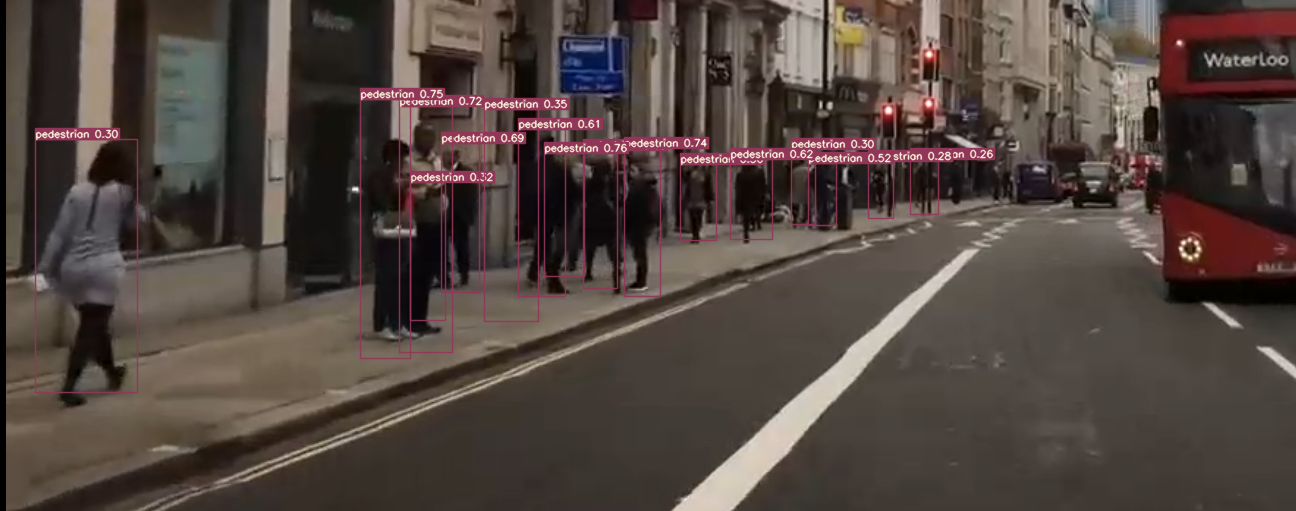 pedestrian 0.75
pedestrian 0.72
pedestrian 0.35
pedestrian 0.61
pedestrian 0.30
pedestrian 0.69
pedestrian 0.76
pedestrian 0.74
pedestrian 0.62
pedestrian 0.30
pedestrian 0.52
strian 0.28
an 0.26
pedestrian 0.32
Waterloo